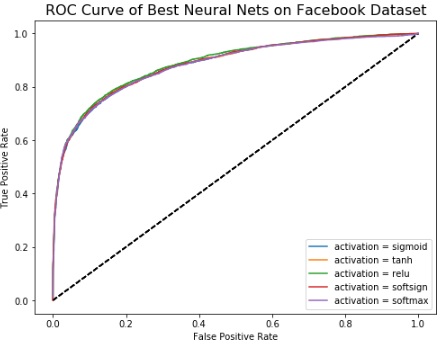 ROC Curve of Best Neural Nets on Facebook Dataset
True Positive Rate
1.0
0.8
0.6
0.4
0.2
0.0
activation = sigmoid
activation = tanh
activation = relu
activation = softsign
activation = softmax
0.0 0.2 0.4 0.6 0.8 1.0
False Positive Rate